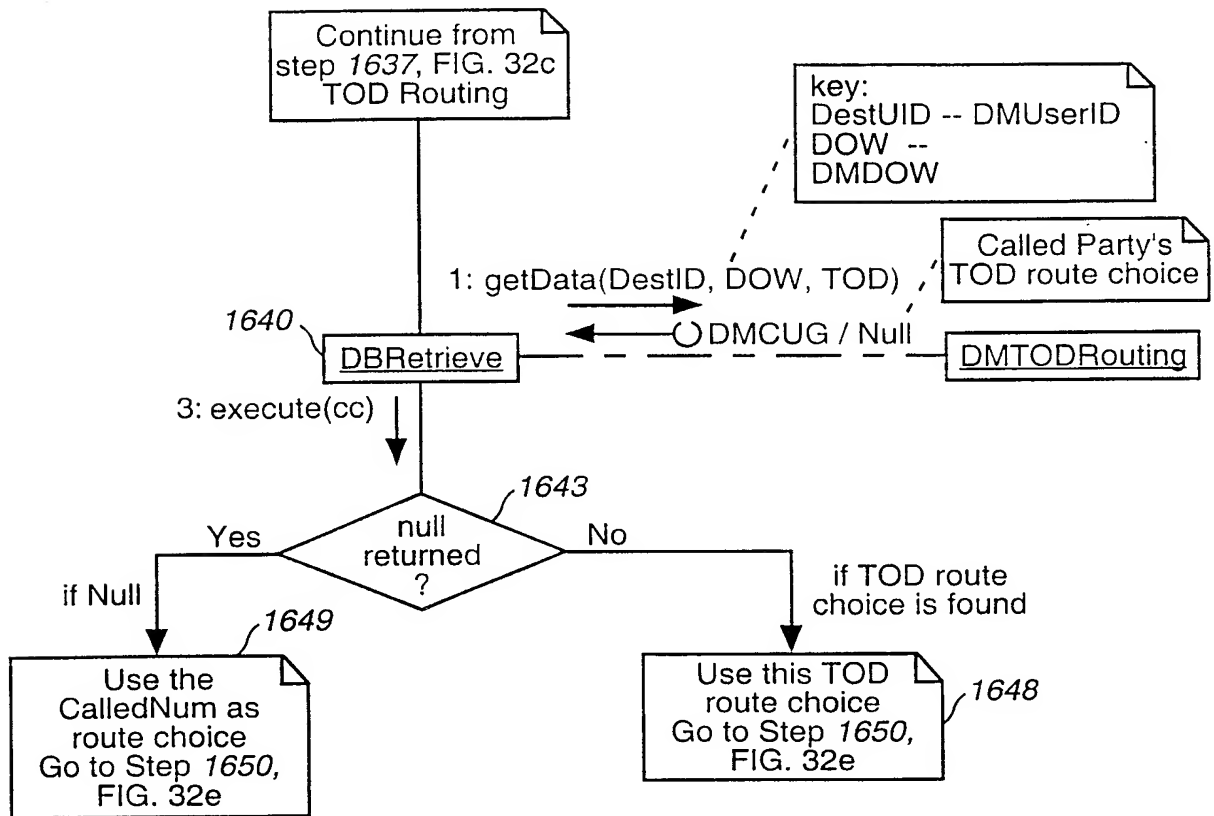 Continue from
step 1637, FIG. 32c
TOD Routing
key:
DestUID -- DMUserID
DOW --
DMDOW
Called Party's
TOD route choice
1: getData(DestID, DOW, TOD)
DMCUG / Null
1640
DBRetrieve
DMTODRouting
3: execute(cc)
1643
null
returned
?
Yes
No
if Null
if TOD route
choice is found
1649
Use the
CalledNum as
route choice
Go to Step 1650,
FIG. 32e
Use this TOD
route choice
Go to Step 1650,
FIG. 32e
1648